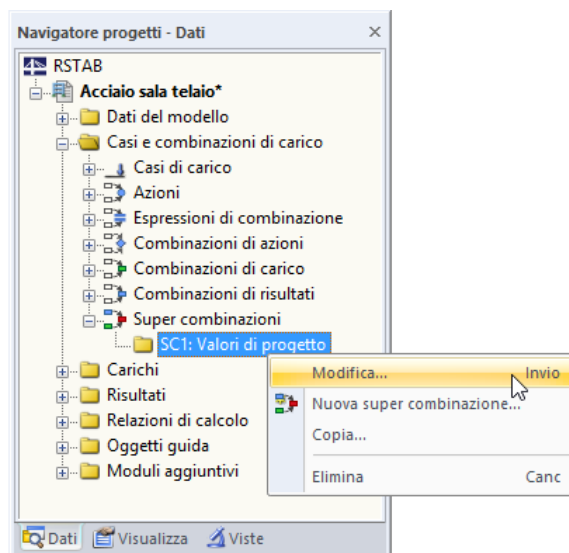 Navigatore progetti - Dati
RSTAB
Acciaio sala telaio*
Dati del modello
Casi e combinazioni di carico
Casi di carico
Azioni
Espressioni di combinazione
Combinazioni di azioni
Combinazioni di carico
Combinazioni di risultati
Super combinazioni
SC1: Valori di progetto
Carichi
Risultati
Relazioni di calcolo
Oggetti guida
Moduli aggiuntivi
Modifica... Invio
Nuova super combinazione...
Copia...
Elimina Canc
Dati Visualizza Viste